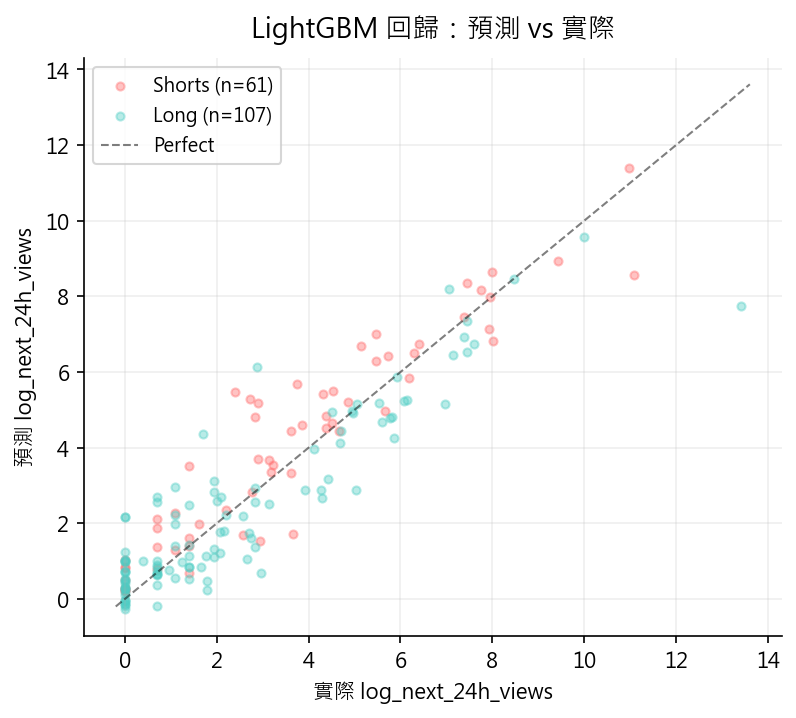 LightGBM 回歸：預測 vs 實際
14
12
10
8
6
4
2
0
Shorts (n=61)
Long (n=107)
Perfect
預測 log_next_24h_views
0 2 4 6 8 10 12 14
實際 log_next_24h_views